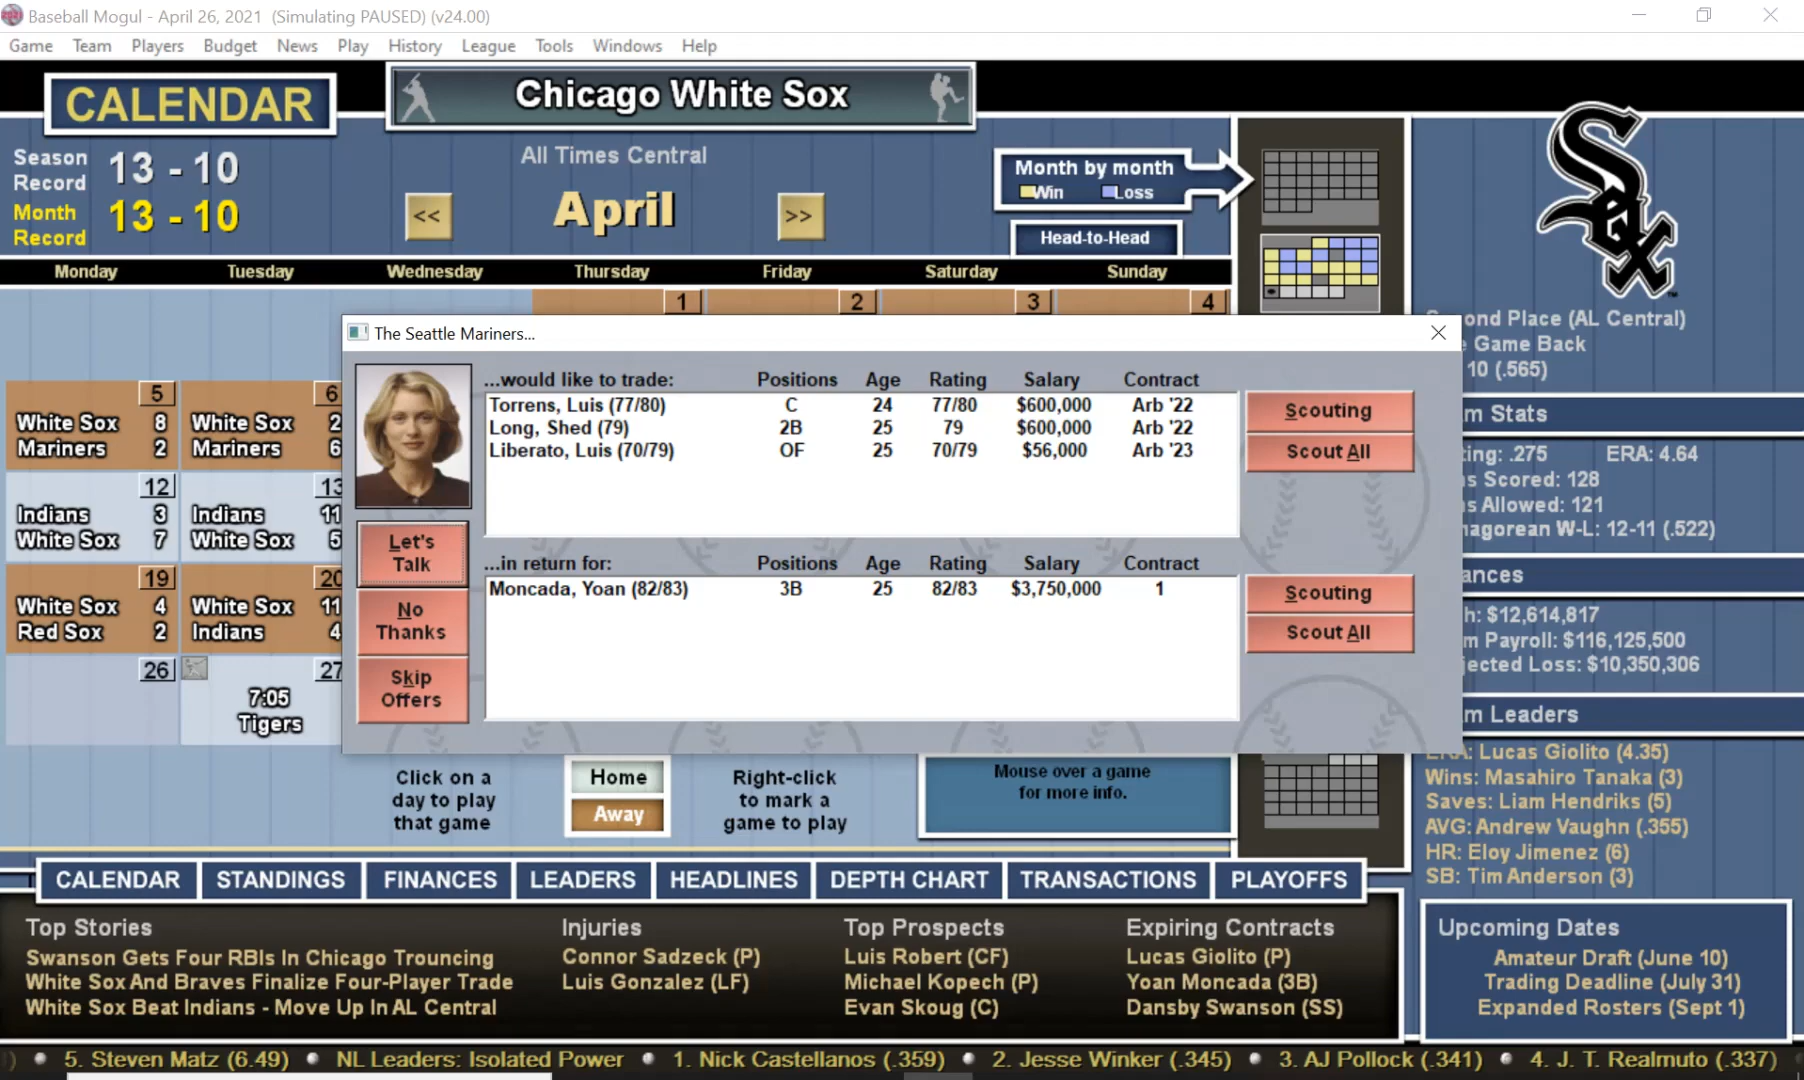 Baseball Mogul - April 26, 2021 (Simulating PAUSED) (v24.00)
Game Team Players Budget News Play History League Tools Windows Help
CALENDAR
Chicago White Sox
Season Record 13 - 10
Month Record 13 - 10
All Times Central
<< April >>
Month by month
Win Loss
Head-to-Head
Monday Tuesday Wednesday Thursday Friday Saturday Sunday
1 2 3 4
5 6
White Sox 8 White Sox 2
Mariners 2 Mariners 6
12 13
Indians 3 Indians 11
White Sox 7 White Sox 5
19 20
White Sox 4 White Sox 11
Red Sox 2 Indians 4
26 27
7:05
Tigers
The Seattle Mariners...
...would like to trade: Positions Age Rating Salary Contract
Torrens, Luis (77/80) C 24 77/80 $600,000 Arb '22
Long, Shed (79) 2B 25 79 $600,000 Arb '22
Liberato, Luis (70/79) OF 25 70/79 $56,000 Arb '23
Scouting
Scout All
Let's Talk
No Thanks
Skip Offers
...in return for: Positions Age Rating Salary Contract
Moncada, Yoan (82/83) 3B 25 82/83 $3,750,000 1
Scouting
Scout All
Click on a
day to play
that game
Home
Away
Right-click
to mark a
game to play
Mouse over a game
for more info.
SOX
ond Place (AL Central)
Game Back
10 (.565)
m Stats
ing: .275 ERA: 4.64
s Scored: 128
s Allowed: 121
agorean W-L: 12-11 (.522)
ances
h: $12,614,817
m Payroll: $116,125,500
jected Loss: $10,350,306
m Leaders
ERA: Lucas Giolito (4.35)
Wins: Masahiro Tanaka (3)
Saves: Liam Hendriks (5)
AVG: Andrew Vaughn (.355)
HR: Eloy Jimenez (6)
SB: Tim Anderson (3)
CALENDAR STANDINGS FINANCES LEADERS HEADLINES DEPTH CHART TRANSACTIONS PLAYOFFS
Top Stories
Swanson Gets Four RBIs In Chicago Trouncing
White Sox And Braves Finalize Four-Player Trade
White Sox Beat Indians - Move Up In AL Central
Injuries
Connor Sadzeck (P)
Luis Gonzalez (LF)
Top Prospects
Luis Robert (CF)
Michael Kopech (P)
Evan Skoug (C)
Expiring Contracts
Lucas Giolito (P)
Yoan Moncada (3B)
Dansby Swanson (SS)
Upcoming Dates
Amateur Draft (June 10)
Trading Deadline (July 31)
Expanded Rosters (Sept 1)
) 5. Steven Matz (6.49) NL Leaders: Isolated Power 1. Nick Castellanos (.359) 2. Jesse Winker (.345) 3. AJ Pollock (.341) 4. J. T. Realmuto (.337)